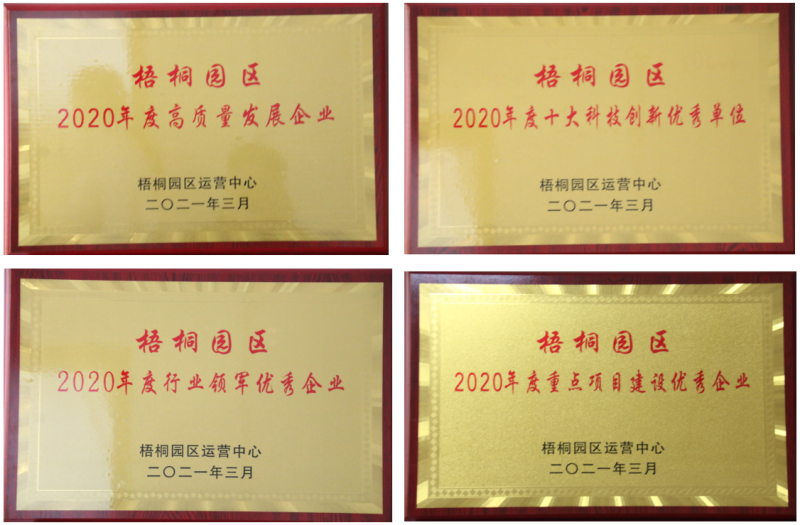 梧桐园区
2020年度高质量发展企业
梧桐园区运营中心
二〇二一年三月
梧桐园区
2020年度十大科技创新优秀单位
梧桐园区运营中心
二〇二一年三月
梧桐园区
2020年度行业领军优秀企业
梧桐园区运营中心
二〇二一年三月
梧桐园区
2020年度重点项目建设优秀企业
梧桐园区运营中心
二〇二一年三月